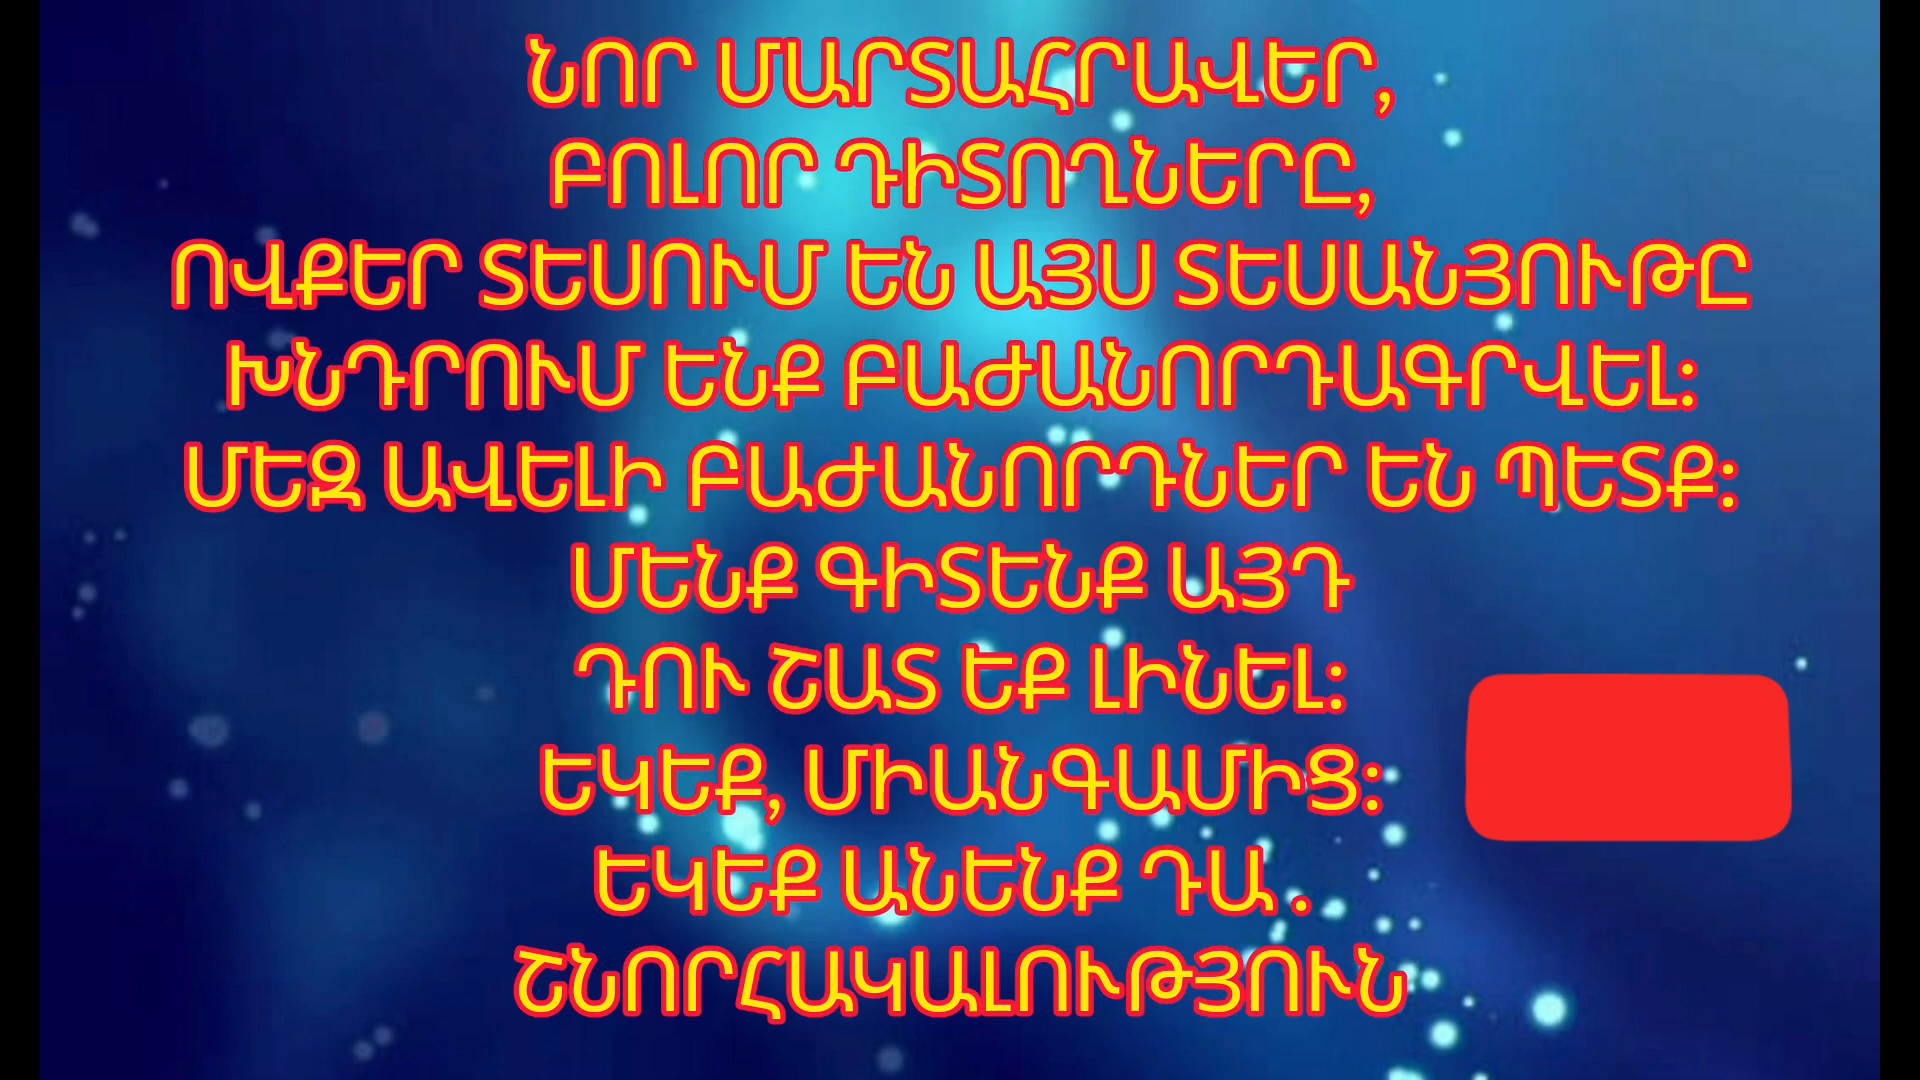 ՆՈՐ ՄԱՐՏԱՀՐԱՎԵՐ,
ԲՈԼՈՐ ԴԻՏՈՂՆԵՐԸ,
ՈՎՔԵՐ ՏԵՍՈՒՄ ԵՆ ԱՅՍ ՏԵՍԱՆՅՈՒԹԸ
ԽՆԴՐՈՒՄ ԵՆՔ ԲԱԺԱՆՈՐԴԱԳՐՎԵԼ:
ՄԵԶ ԱՎԵԼԻ ԲԱԺԱՆՈՐԴՆԵՐ ԵՆ ՊԵՏՔ:
ՄԵՆՔ ԳԻՏԵՆՔ ԱՅԴ
ԴՈՒ ՇԱՏ ԵՔ ԼԻՆԵԼ:
ԵԿԵՔ, ՄԻԱՆԳԱՄԻՑ:
ԵԿԵՔ ԱՆԵՆՔ ԴԱ․
ՇՆՈՐՀԱԿԱԼՈՒԹՅՈՒՆ